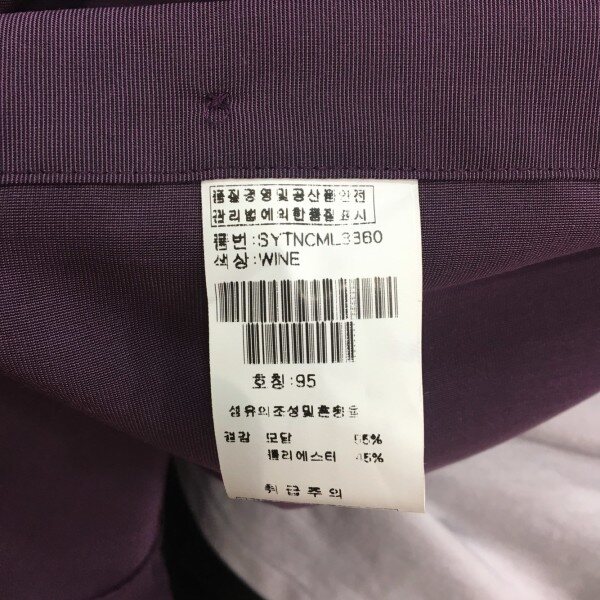 품질경영및공산품안전
관리법에의한품질표시
품번:SYTNCML3360
색상:WINE
호칭:95
섬유의조성및혼용율
겉감 모달 55%
폴리에스터 45%
취급주의